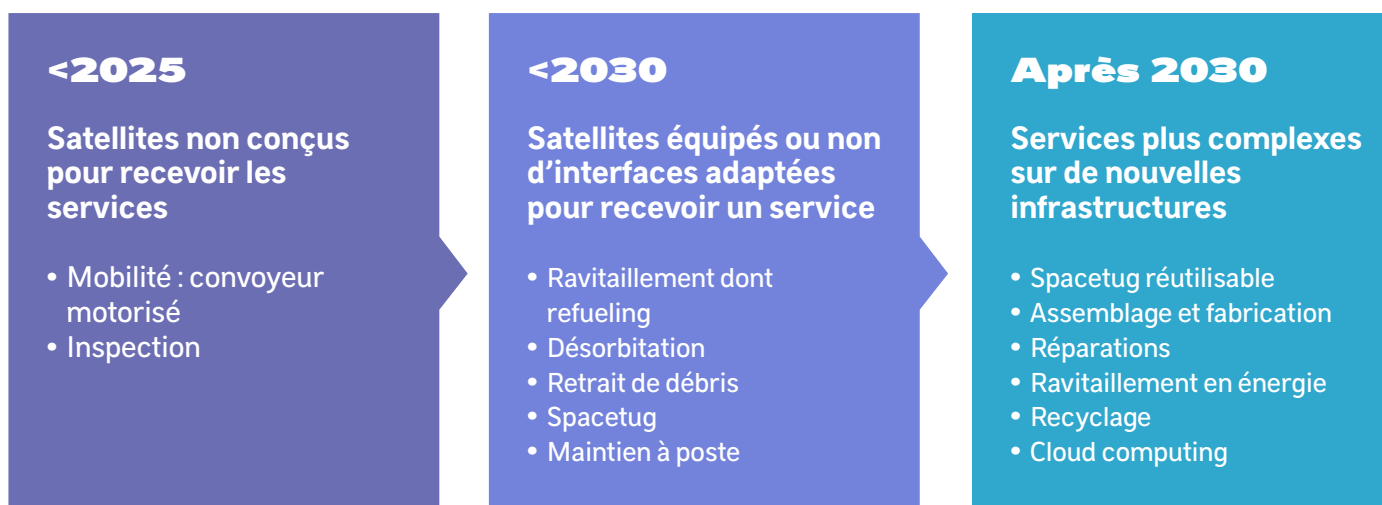 <2025
Satellites non conçus
pour recevoir les
services
• Mobilité : convoyeur
motorisé
• Inspection
<2030
Satellites équipés ou non
d’interfaces adaptées
pour recevoir un service
• Ravitaillement dont
refueling
• Désorbitation
• Retrait de débris
• Spacetug
• Maintien à poste
Après 2030
Services plus complexes
sur de nouvelles
infrastructures
• Spacetug réutilisable
• Assemblage et fabrication
• Réparations
• Ravitaillement en énergie
• Recyclage
• Cloud computing